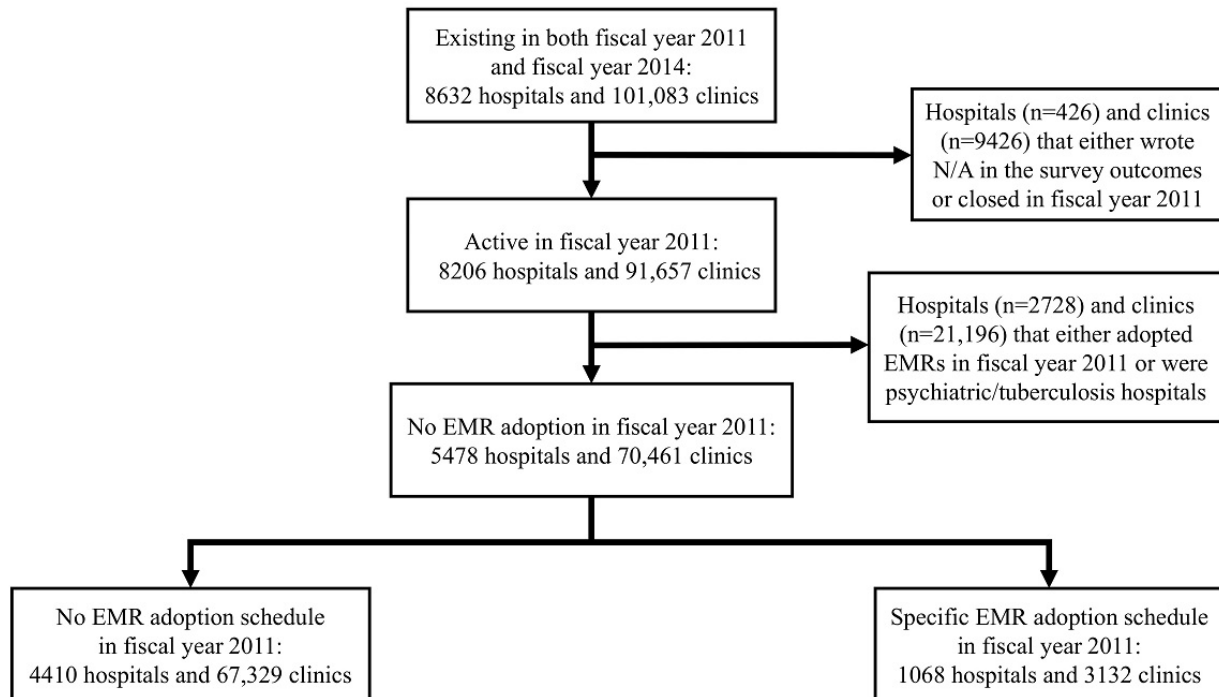 Existing in both fiscal year 2011
and fiscal year 2014:
8632 hospitals and 101,083 clinics
Hospitals (n=426) and clinics
(n=9426) that either wrote
N/A in the survey outcomes
or closed in fiscal year 2011
Active in fiscal year 2011:
8206 hospitals and 91,657 clinics
Hospitals (n=2728) and clinics
(n=21,196) that either adopted
EMRs in fiscal year 2011 or were
psychiatric/tuberculosis hospitals
No EMR adoption in fiscal year 2011:
5478 hospitals and 70,461 clinics
No EMR adoption schedule
in fiscal year 2011:
4410 hospitals and 67,329 clinics
Specific EMR adoption schedule
in fiscal year 2011:
1068 hospitals and 3132 clinics